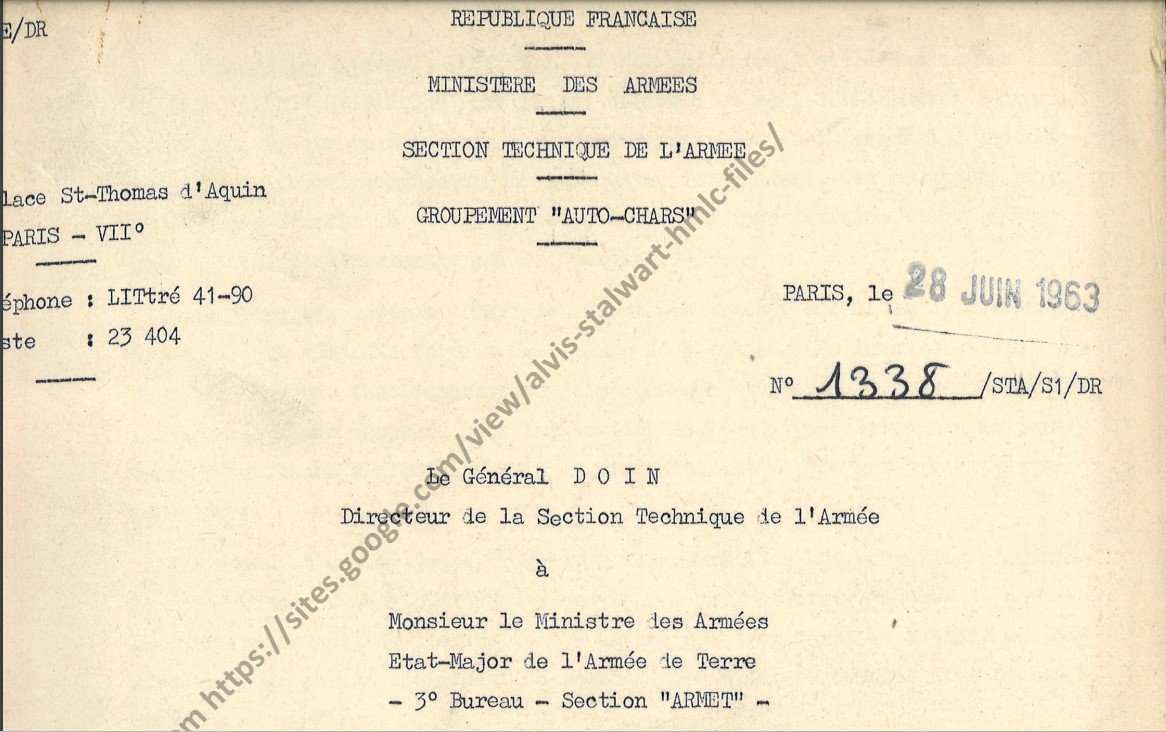 E/DR
REPUBLIQUE FRANCAISE
MINISTERE DES ARMEES
SECTION TECHNIQUE DE L'ARMEE
GROUPEMENT "AUTO-CHARS"
lace St-Thomas d'Aquin
PARIS - VII°
éphone : LITtré 41-90
ste : 23 404
PARIS, le 28 JUIN 1963
N° 1338 /STA/S1/DR
Le Général D O I N
Directeur de la Section Technique de l'Armée
à
Monsieur le Ministre des Armées
Etat-Major de l'Armée de Terre
- 3° Bureau - Section "ARMET" -
om https://sites.google.com/view/alvis-stalwart-hmlc-files/